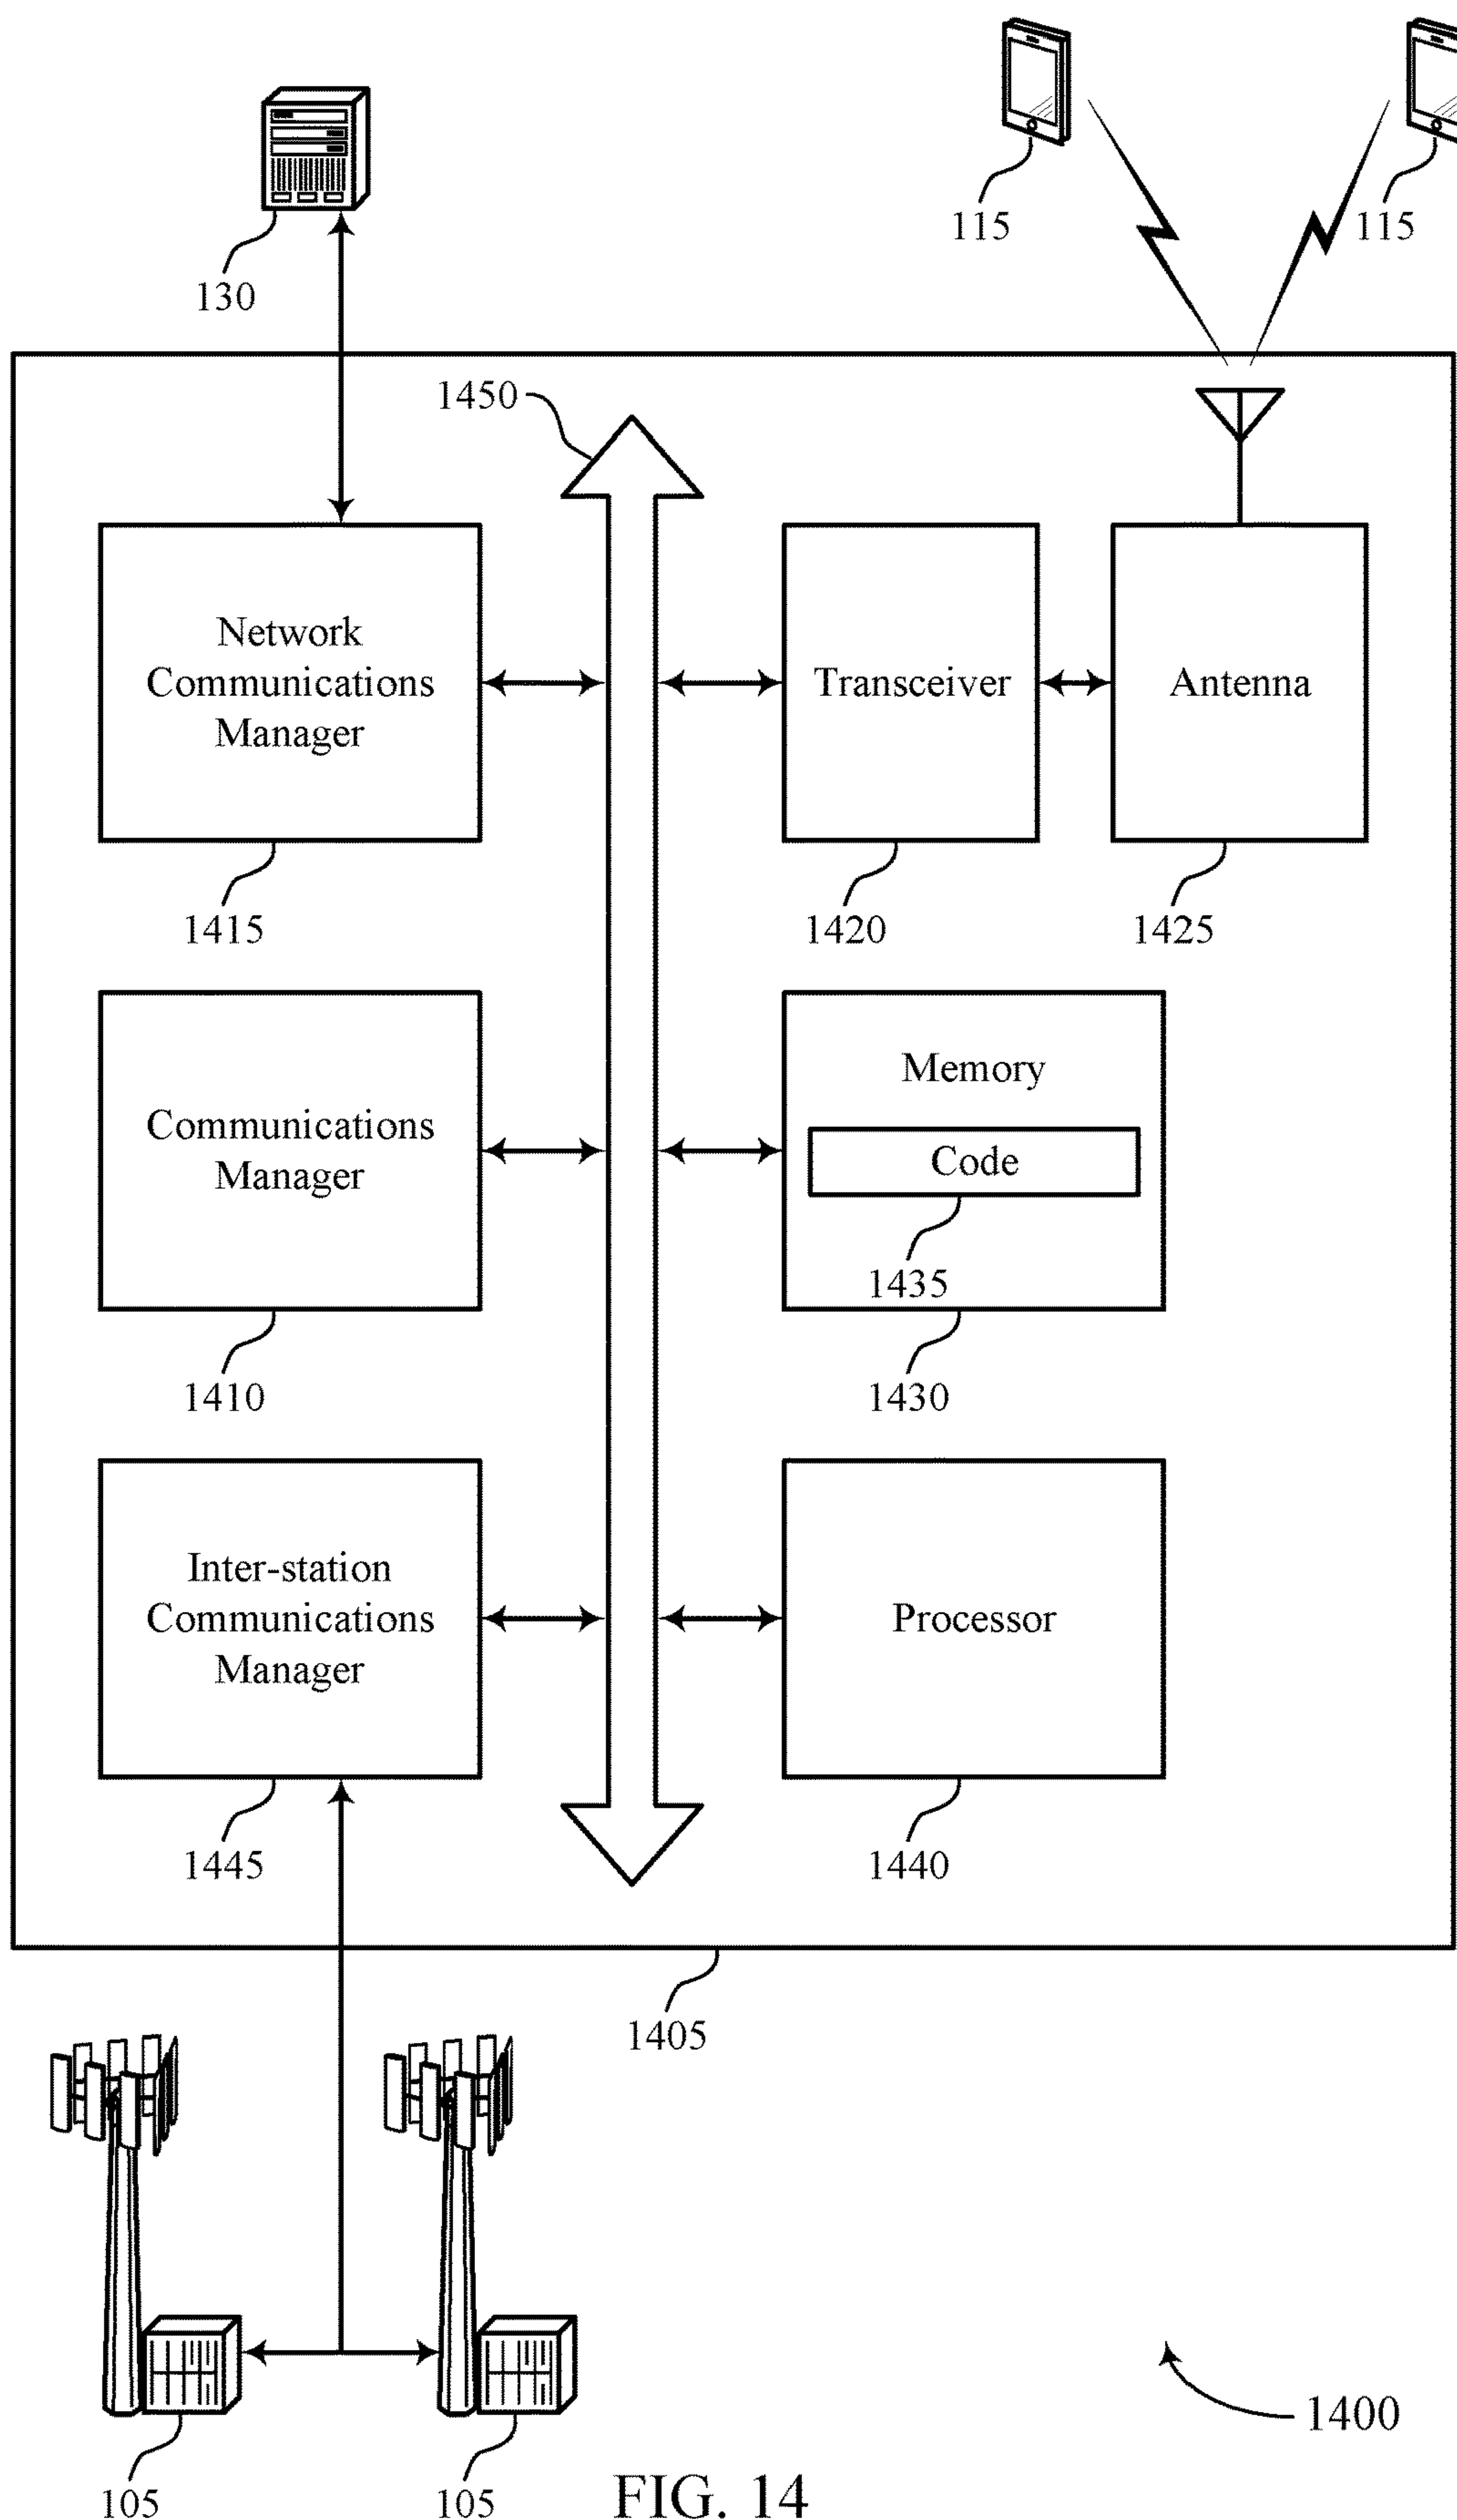 115
115
130
1450
Network
Communications
Manager
Transceiver
Antenna
1415
1420
1425
Communications
Manager
Memory
Code
1435
1410
1430
Inter-station
Communications
Manager
Processor
1445
1440
1405
1400
105
105
FIG. 14